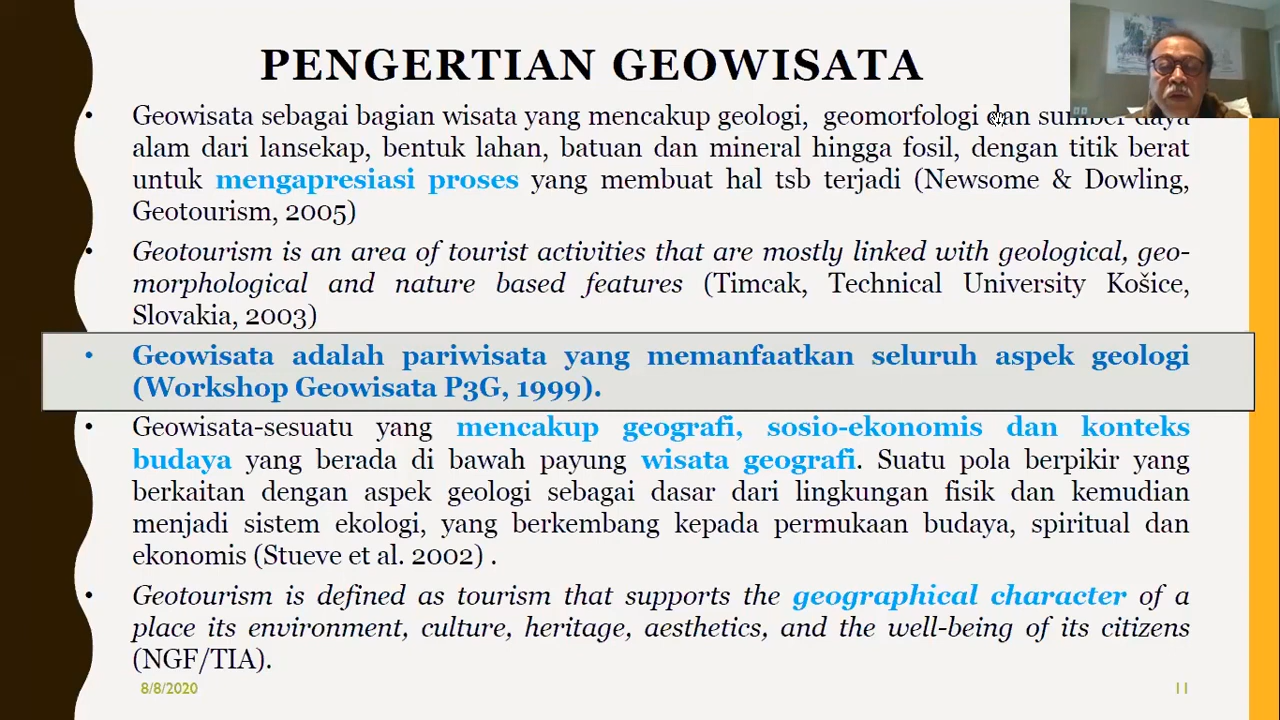 PENGERTIAN GEOWISATA
• Geowisata sebagai bagian wisata yang mencakup geologi, geomorfologi dan sumber daya
alam dari lansekap, bentuk lahan, batuan dan mineral hingga fosil, dengan titik berat
untuk mengapresiasi proses yang membuat hal tsb terjadi (Newsome & Dowling,
Geotourism, 2005)
• Geotourism is an area of tourist activities that are mostly linked with geological, geo-
morphological and nature based features (Timcak, Technical University Košice,
Slovakia, 2003)
• Geowisata adalah pariwisata yang memanfaatkan seluruh aspek geologi
(Workshop Geowisata P3G, 1999).
• Geowisata-sesuatu yang mencakup geografi, sosio-ekonomis dan konteks
budaya yang berada di bawah payung wisata geografi. Suatu pola berpikir yang
berkaitan dengan aspek geologi sebagai dasar dari lingkungan fisik dan kemudian
menjadi sistem ekologi, yang berkembang kepada permukaan budaya, spiritual dan
ekonomis (Stueve et al. 2002) .
• Geotourism is defined as tourism that supports the geographical character of a
place its environment, culture, heritage, aesthetics, and the well-being of its citizens
(NGF/TIA).
8/8/2020
11